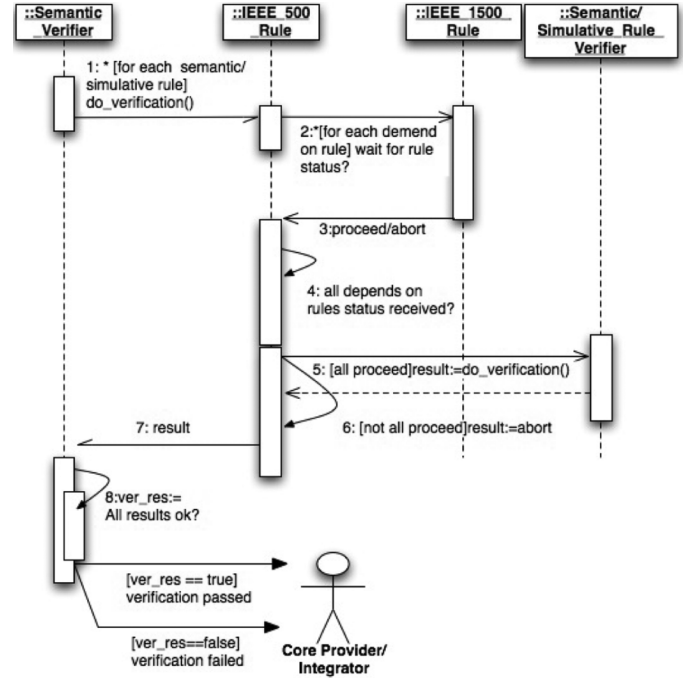 ::Semantic
_Verifier
::IEEE_500
_Rule
::IEEE_1500_
Rule
::Semantic/
Simulative_Rule_
Verifier
1: * [for each semantic/
simulative rule]
do_verification()
2:*[for each demend
on rule] wait for rule
status?
3:proceed/abort
4: all depends on
rules status received?
5: [all proceed]result:=do_verification()
6: [not all proceed]result:=abort
7: result
8:ver_res:=
All results ok?
[ver_res == true]
verification passed
[ver_res==false]
verification failed
Core Provider/
Integrator